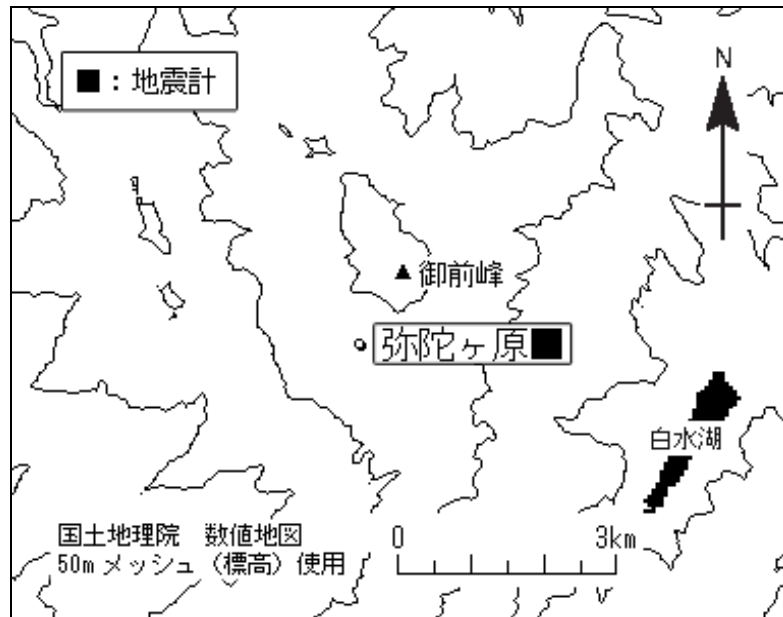 ■：地震計
N
▲御前峰
弥陀ヶ原■
白水湖
国土地理院　数値地図
50m メッシュ（標高）使用
0 3km